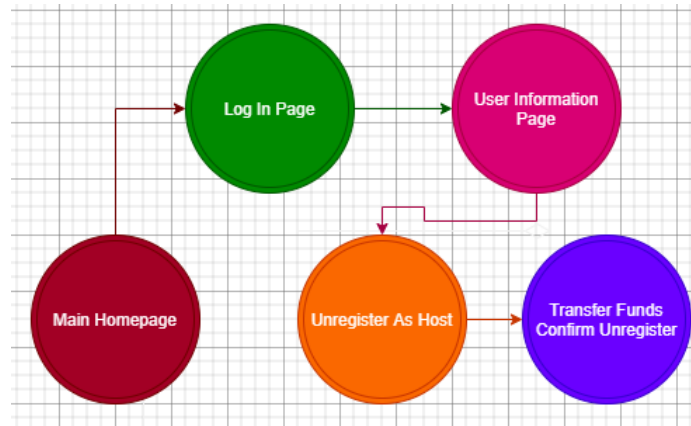 Log In Page
User Information
Page
Main Homepage
Unregister As Host
Transfer Funds
Confirm Unregister